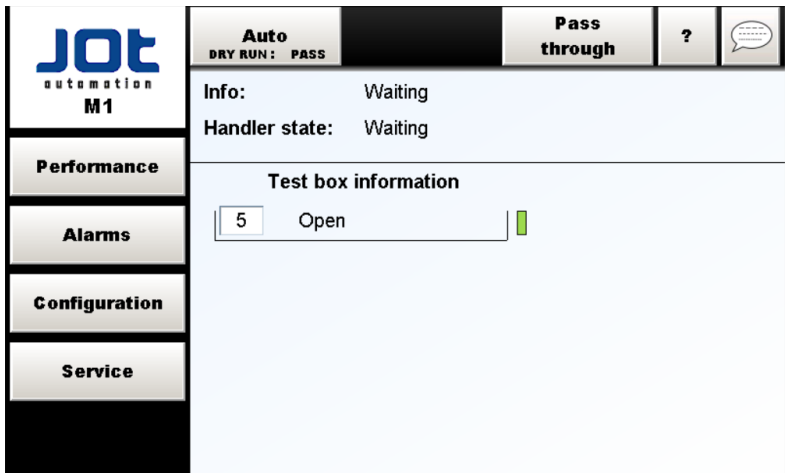 JOT
automation
M1
Auto
DRY RUN: PASS
Pass
through
?
Info: Waiting
Handler state: Waiting
Performance
Alarms
Configuration
Service
Test box information
5 Open